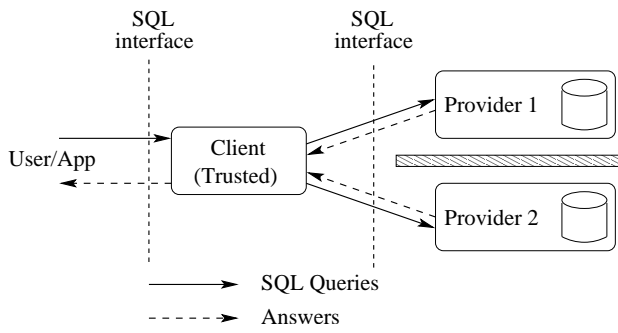 SQL
interface
SQL
interface
Provider 1
User/App
Client
(Trusted)
Provider 2
SQL Queries
Answers